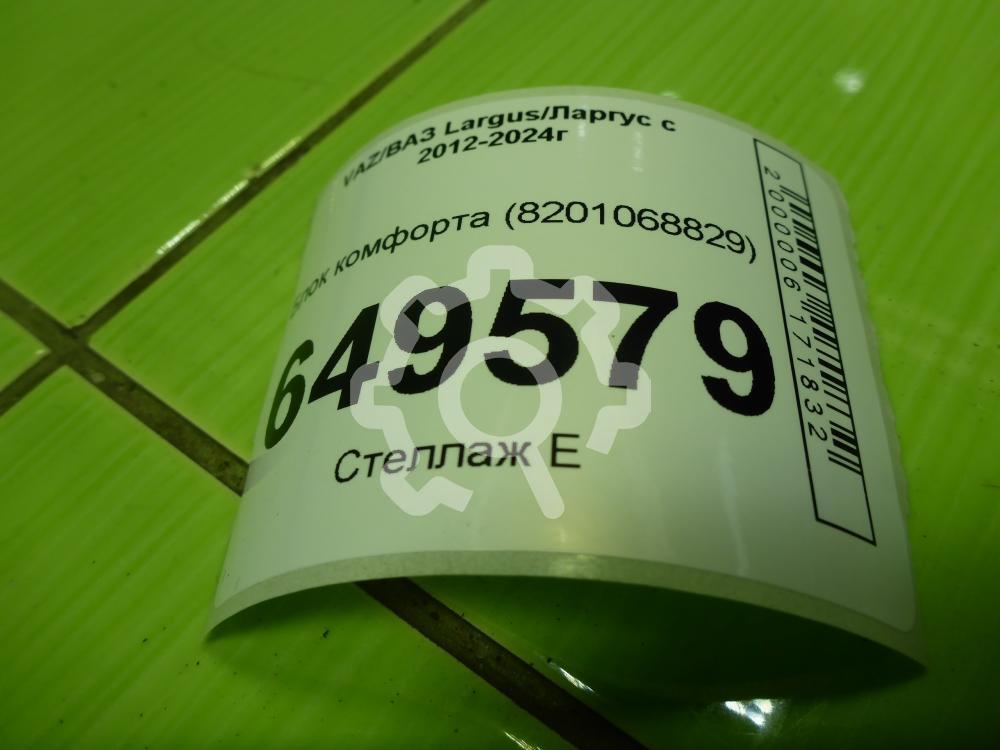 VAZ/ВАЗ Largus/Ларгус с
2012-2024г
Блок комфорта (8201068829)
649579
Стеллаж Е
2000006171832